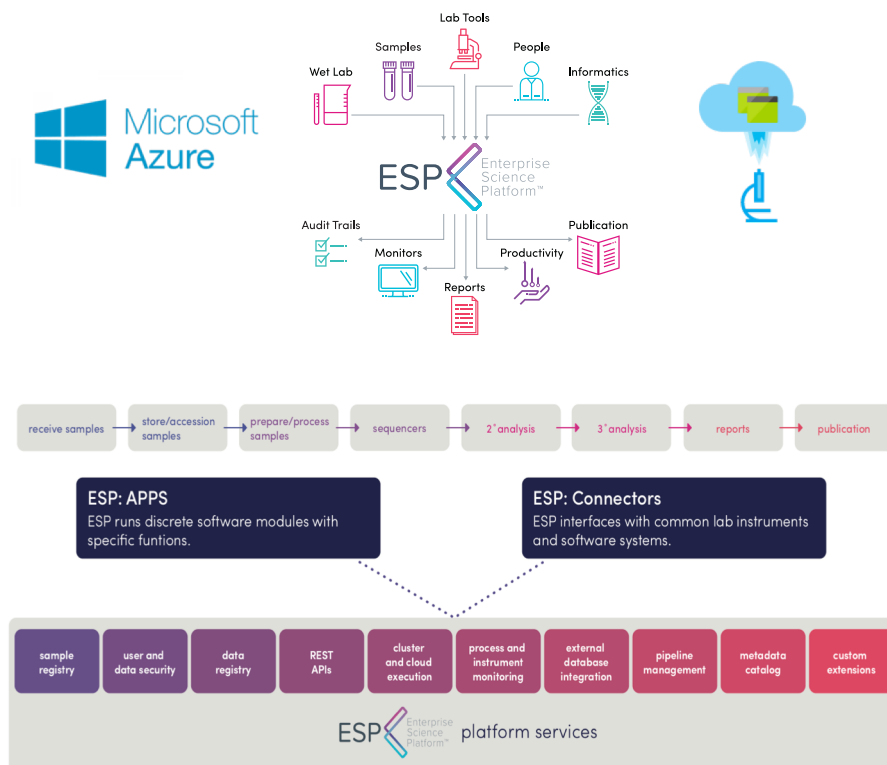 Lab Tools
Samples
People
Wet Lab
Informatics
Microsoft
Azure
ESP Enterprise
Science
Platform™
Audit Trails
Publication
Monitors
Productivity
Reports
receive samples
store/accession
samples
prepare/process
samples
sequencers
2° analysis
3° analysis
reports
publication
ESP: APPS
ESP runs discrete software modules with
specific funtions.
ESP: Connectors
ESP interfaces with common lab instruments
and software systems.
sample
registry
user and
data security
data
registry
REST
APIs
cluster
and cloud
execution
process and
instrument
monitoring
external
database
integration
pipeline
management
metadata
catalog
custom
extensions
ESP Enterprise
Science
Platform™
platform services